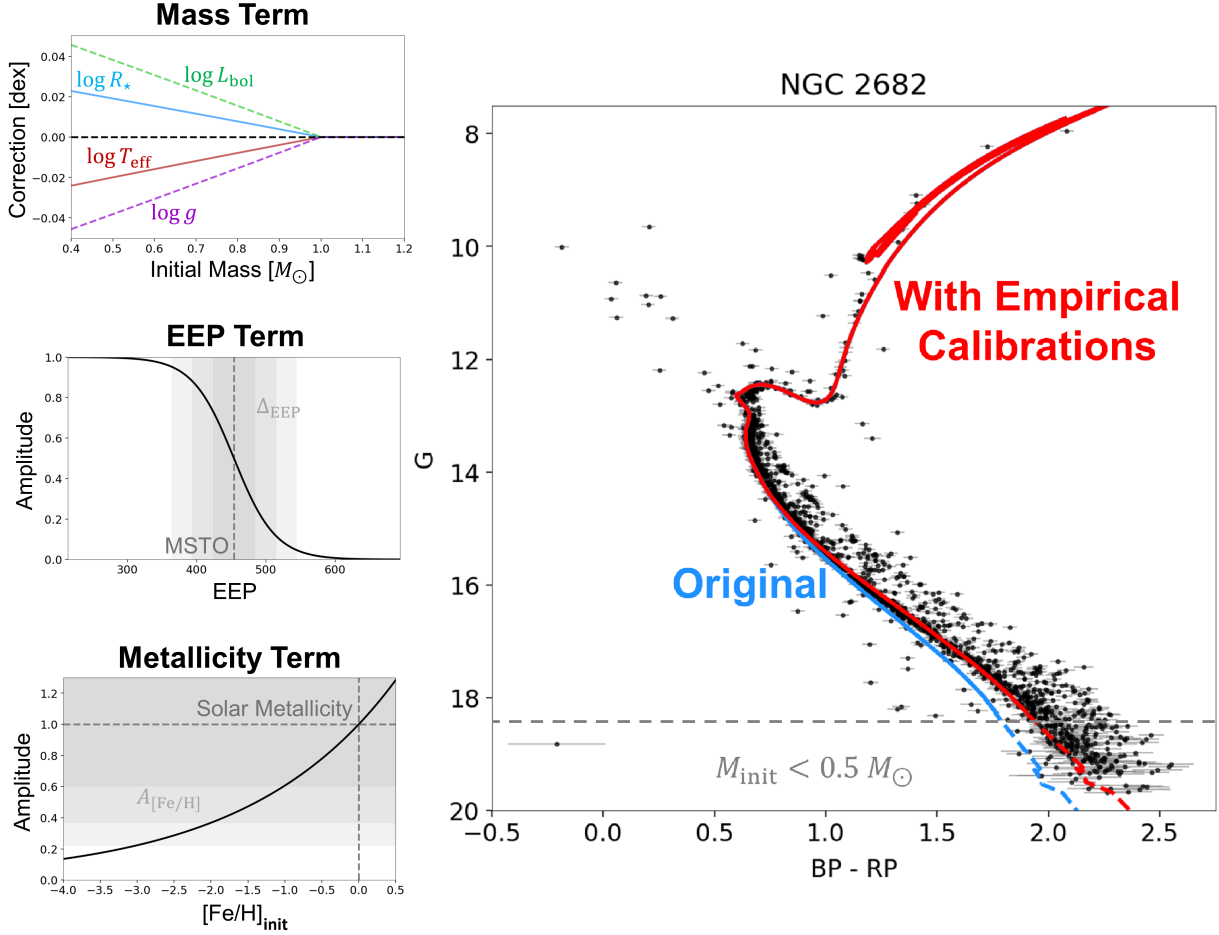 Mass Term
Correction [dex]
0.04
0.02
0.00
−0.02
−0.04
log R⋆
log L_bol
log T_eff
log g
0.4 0.5 0.6 0.7 0.8 0.9 1.0 1.1 1.2
Initial Mass [M⊙]
EEP Term
Amplitude
1.0
0.8
0.6
0.4
0.2
0.0
Δ_EEP
MSTO
300 400 500 600
EEP
Metallicity Term
Amplitude
1.2
1.0
0.8
0.6
0.4
0.2
0.0
Solar Metallicity
A_[Fe/H]
−4.0 −3.5 −3.0 −2.5 −2.0 −1.5 −1.0 −0.5 0.0 0.5
[Fe/H]_init
NGC 2682
G
8
10
12
14
16
18
20
With Empirical
Calibrations
Original
M_init < 0.5 M⊙
−0.5 0.0 0.5 1.0 1.5 2.0 2.5
BP - RP